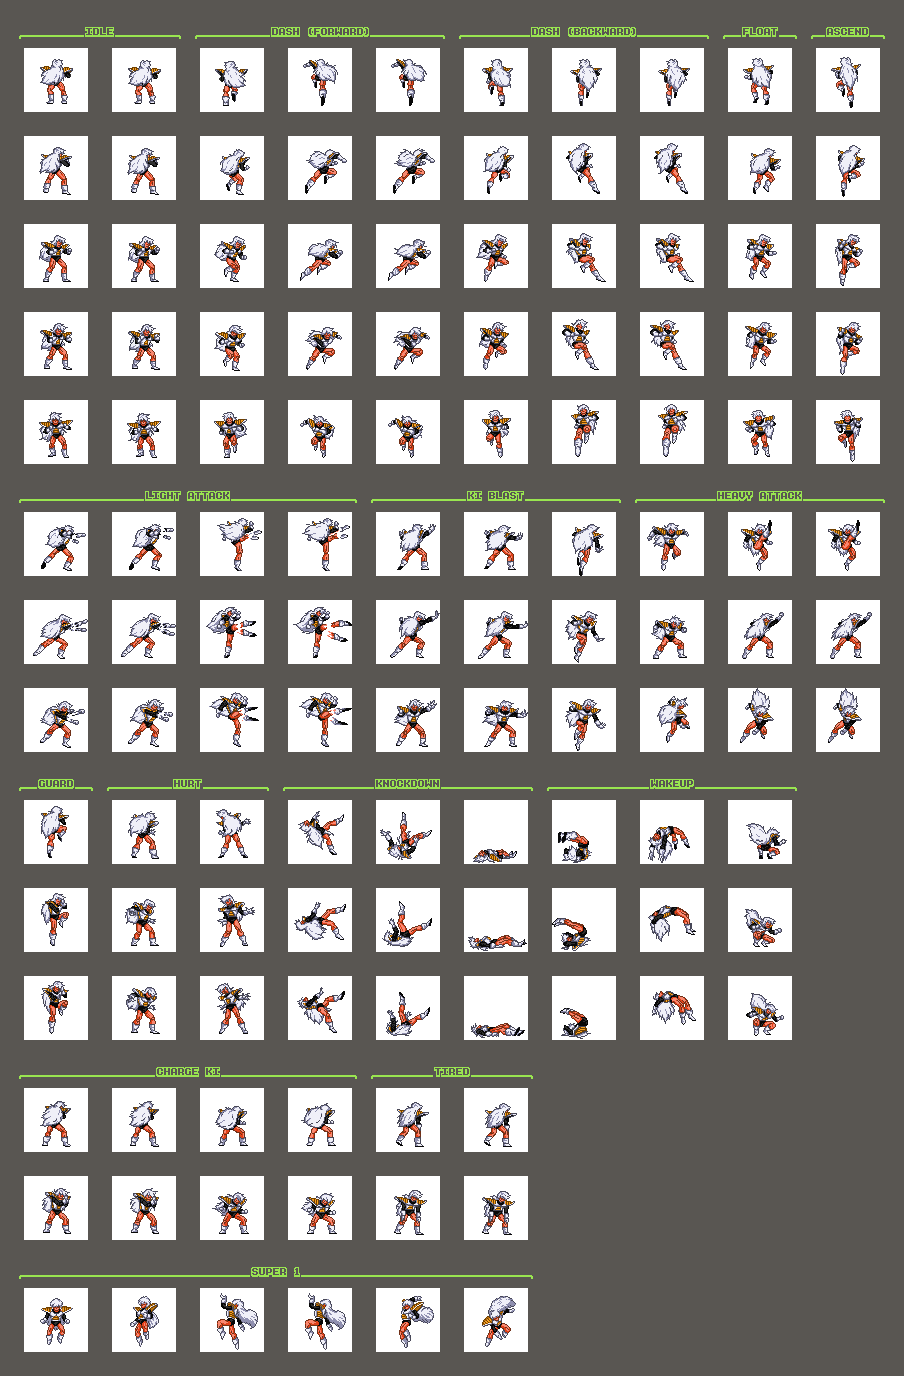 IDLE DASH (FORWARD) DASH (BACKWARD) FLOAT ASCEND
LIGHT ATTACK KI BLAST HEAVY ATTACK
GUARD HURT KNOCKDOWN WAKEUP
CHARGE KI TIRED
SUPER 1